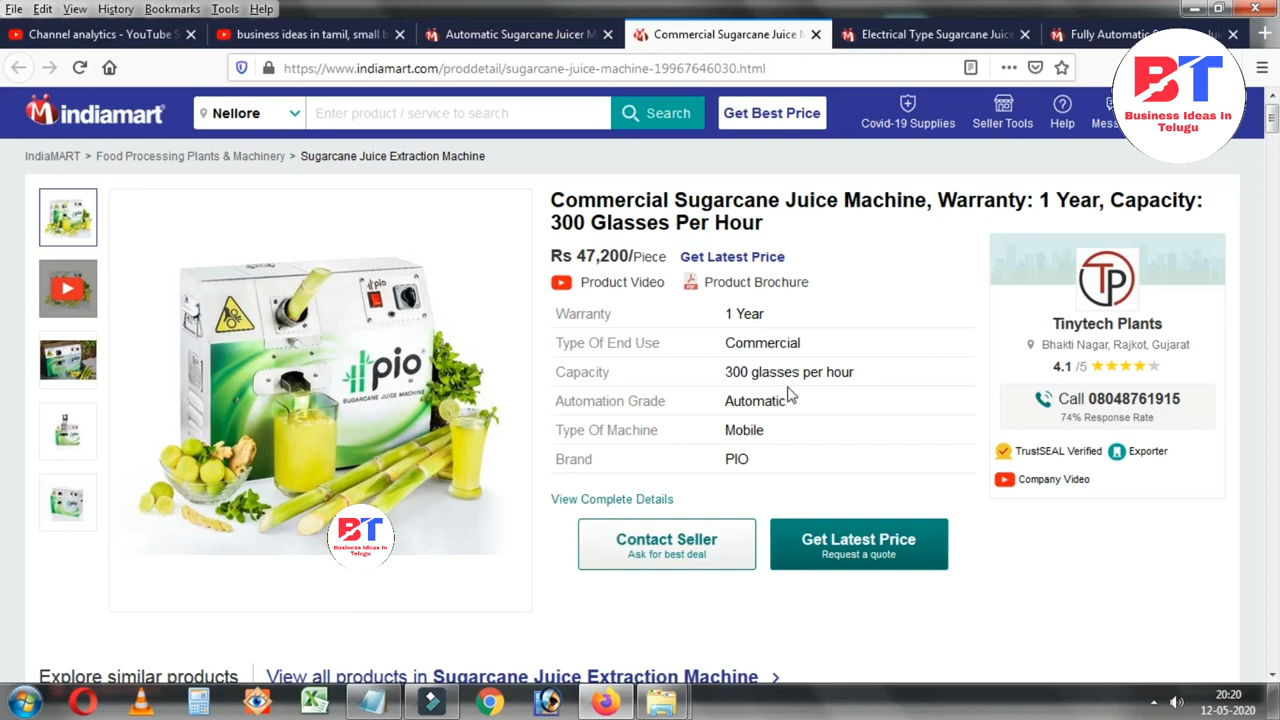 File Edit View History Bookmarks Tools Help
Channel analytics - YouTube S
business ideas in tamil, small b
Automatic Sugarcane Juicer M
Commercial Sugarcane Juice M
Electrical Type Sugarcane Juice
Fully Automatic
https://www.indiamart.com/proddetail/sugarcane-juice-machine-19967646030.html
BT
Business Ideas In
Telugu
indiamart
Nellore
Enter product / service to search
Search
Get Best Price
Covid-19 Supplies
Seller Tools
Help
IndiaMART > Food Processing Plants & Machinery > Sugarcane Juice Extraction Machine
Commercial Sugarcane Juice Machine, Warranty: 1 Year, Capacity:
300 Glasses Per Hour
Rs 47,200/Piece Get Latest Price
Product Video Product Brochure
Warranty 1 Year
Type Of End Use Commercial
Capacity 300 glasses per hour
Automation Grade Automatic
Type Of Machine Mobile
Brand PIO
View Complete Details
Contact Seller
Ask for best deal
Get Latest Price
Request a quote
TP
Tinytech Plants
Bhakti Nagar, Rajkot, Gujarat
4.1 /5
Call 08048761915
74% Response Rate
TrustSEAL Verified Exporter
Company Video
pio
pio
SUGARCANE JUICE MACHINE
BT
Business Ideas In
Telugu
Explore similar products
View all products in Sugarcane Juice Extraction Machine >
20:20
12-05-2020